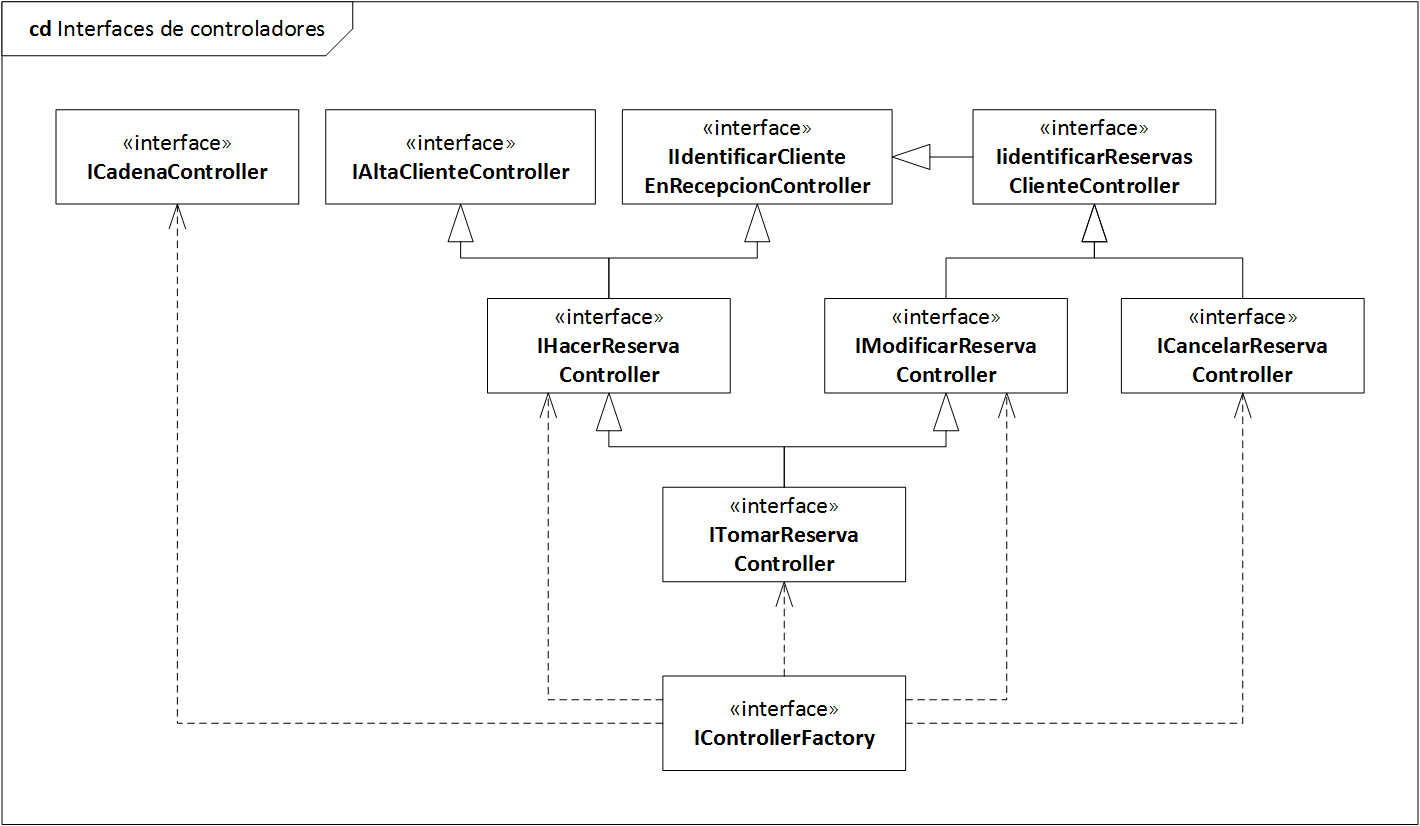 cd Interfaces de controladores
«interface»
ICadenaController
«interface»
IAltaClienteController
«interface»
IIdentificarCliente
EnRecepcionController
«interface»
IidentificarReservas
ClienteController
«interface»
IHacerReserva
Controller
«interface»
IModificarReserva
Controller
«interface»
ICancelarReserva
Controller
«interface»
ITomarReserva
Controller
«interface»
IControllerFactory